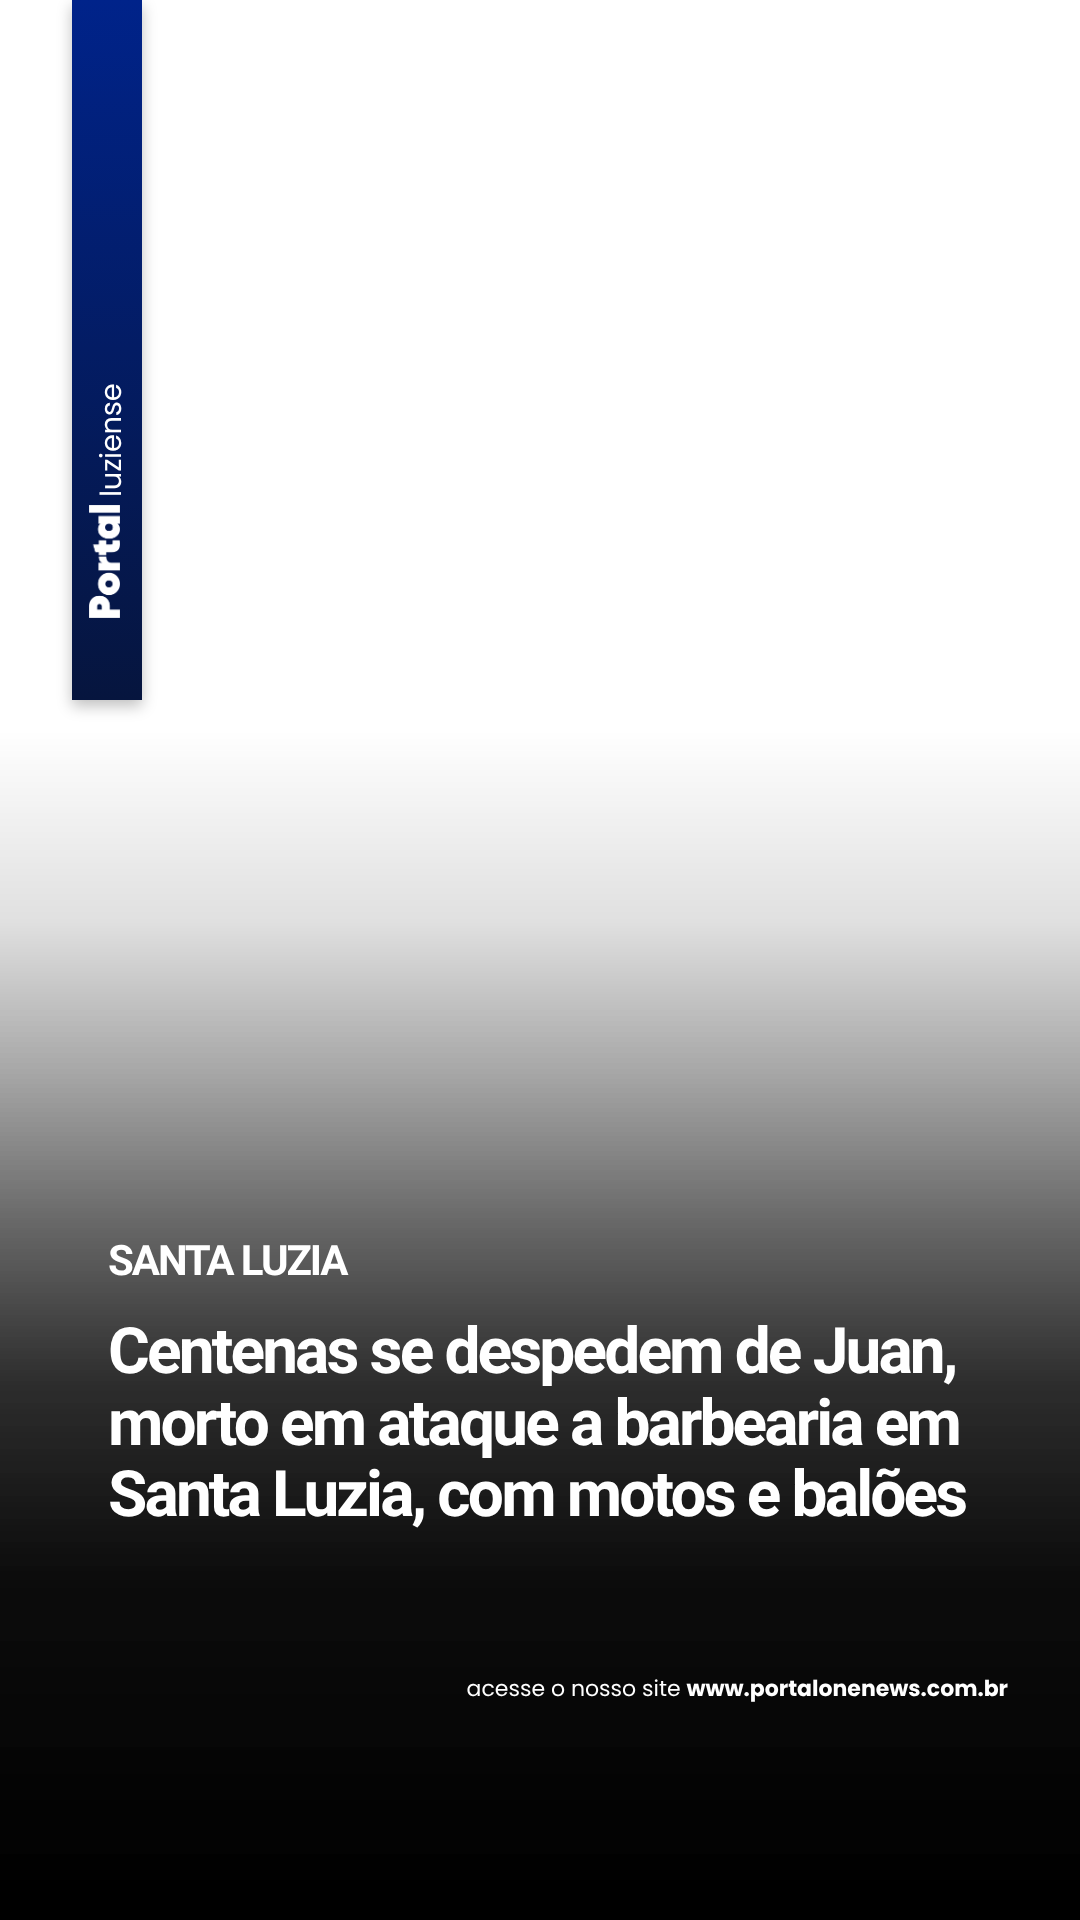 Portal luziense
SANTA LUZIA
Centenas se despedem de Juan,
morto em ataque a barbearia em
Santa Luzia, com motos e balões
acesse o nosso site www.portalonenews.com.br